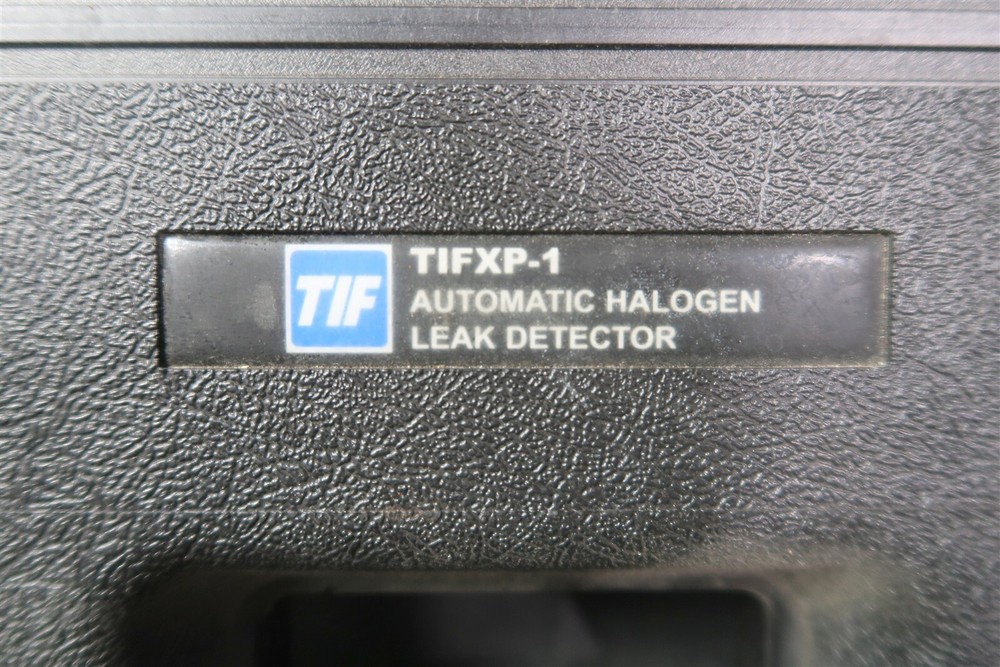 TIF
TIFXP-1
AUTOMATIC HALOGEN
LEAK DETECTOR